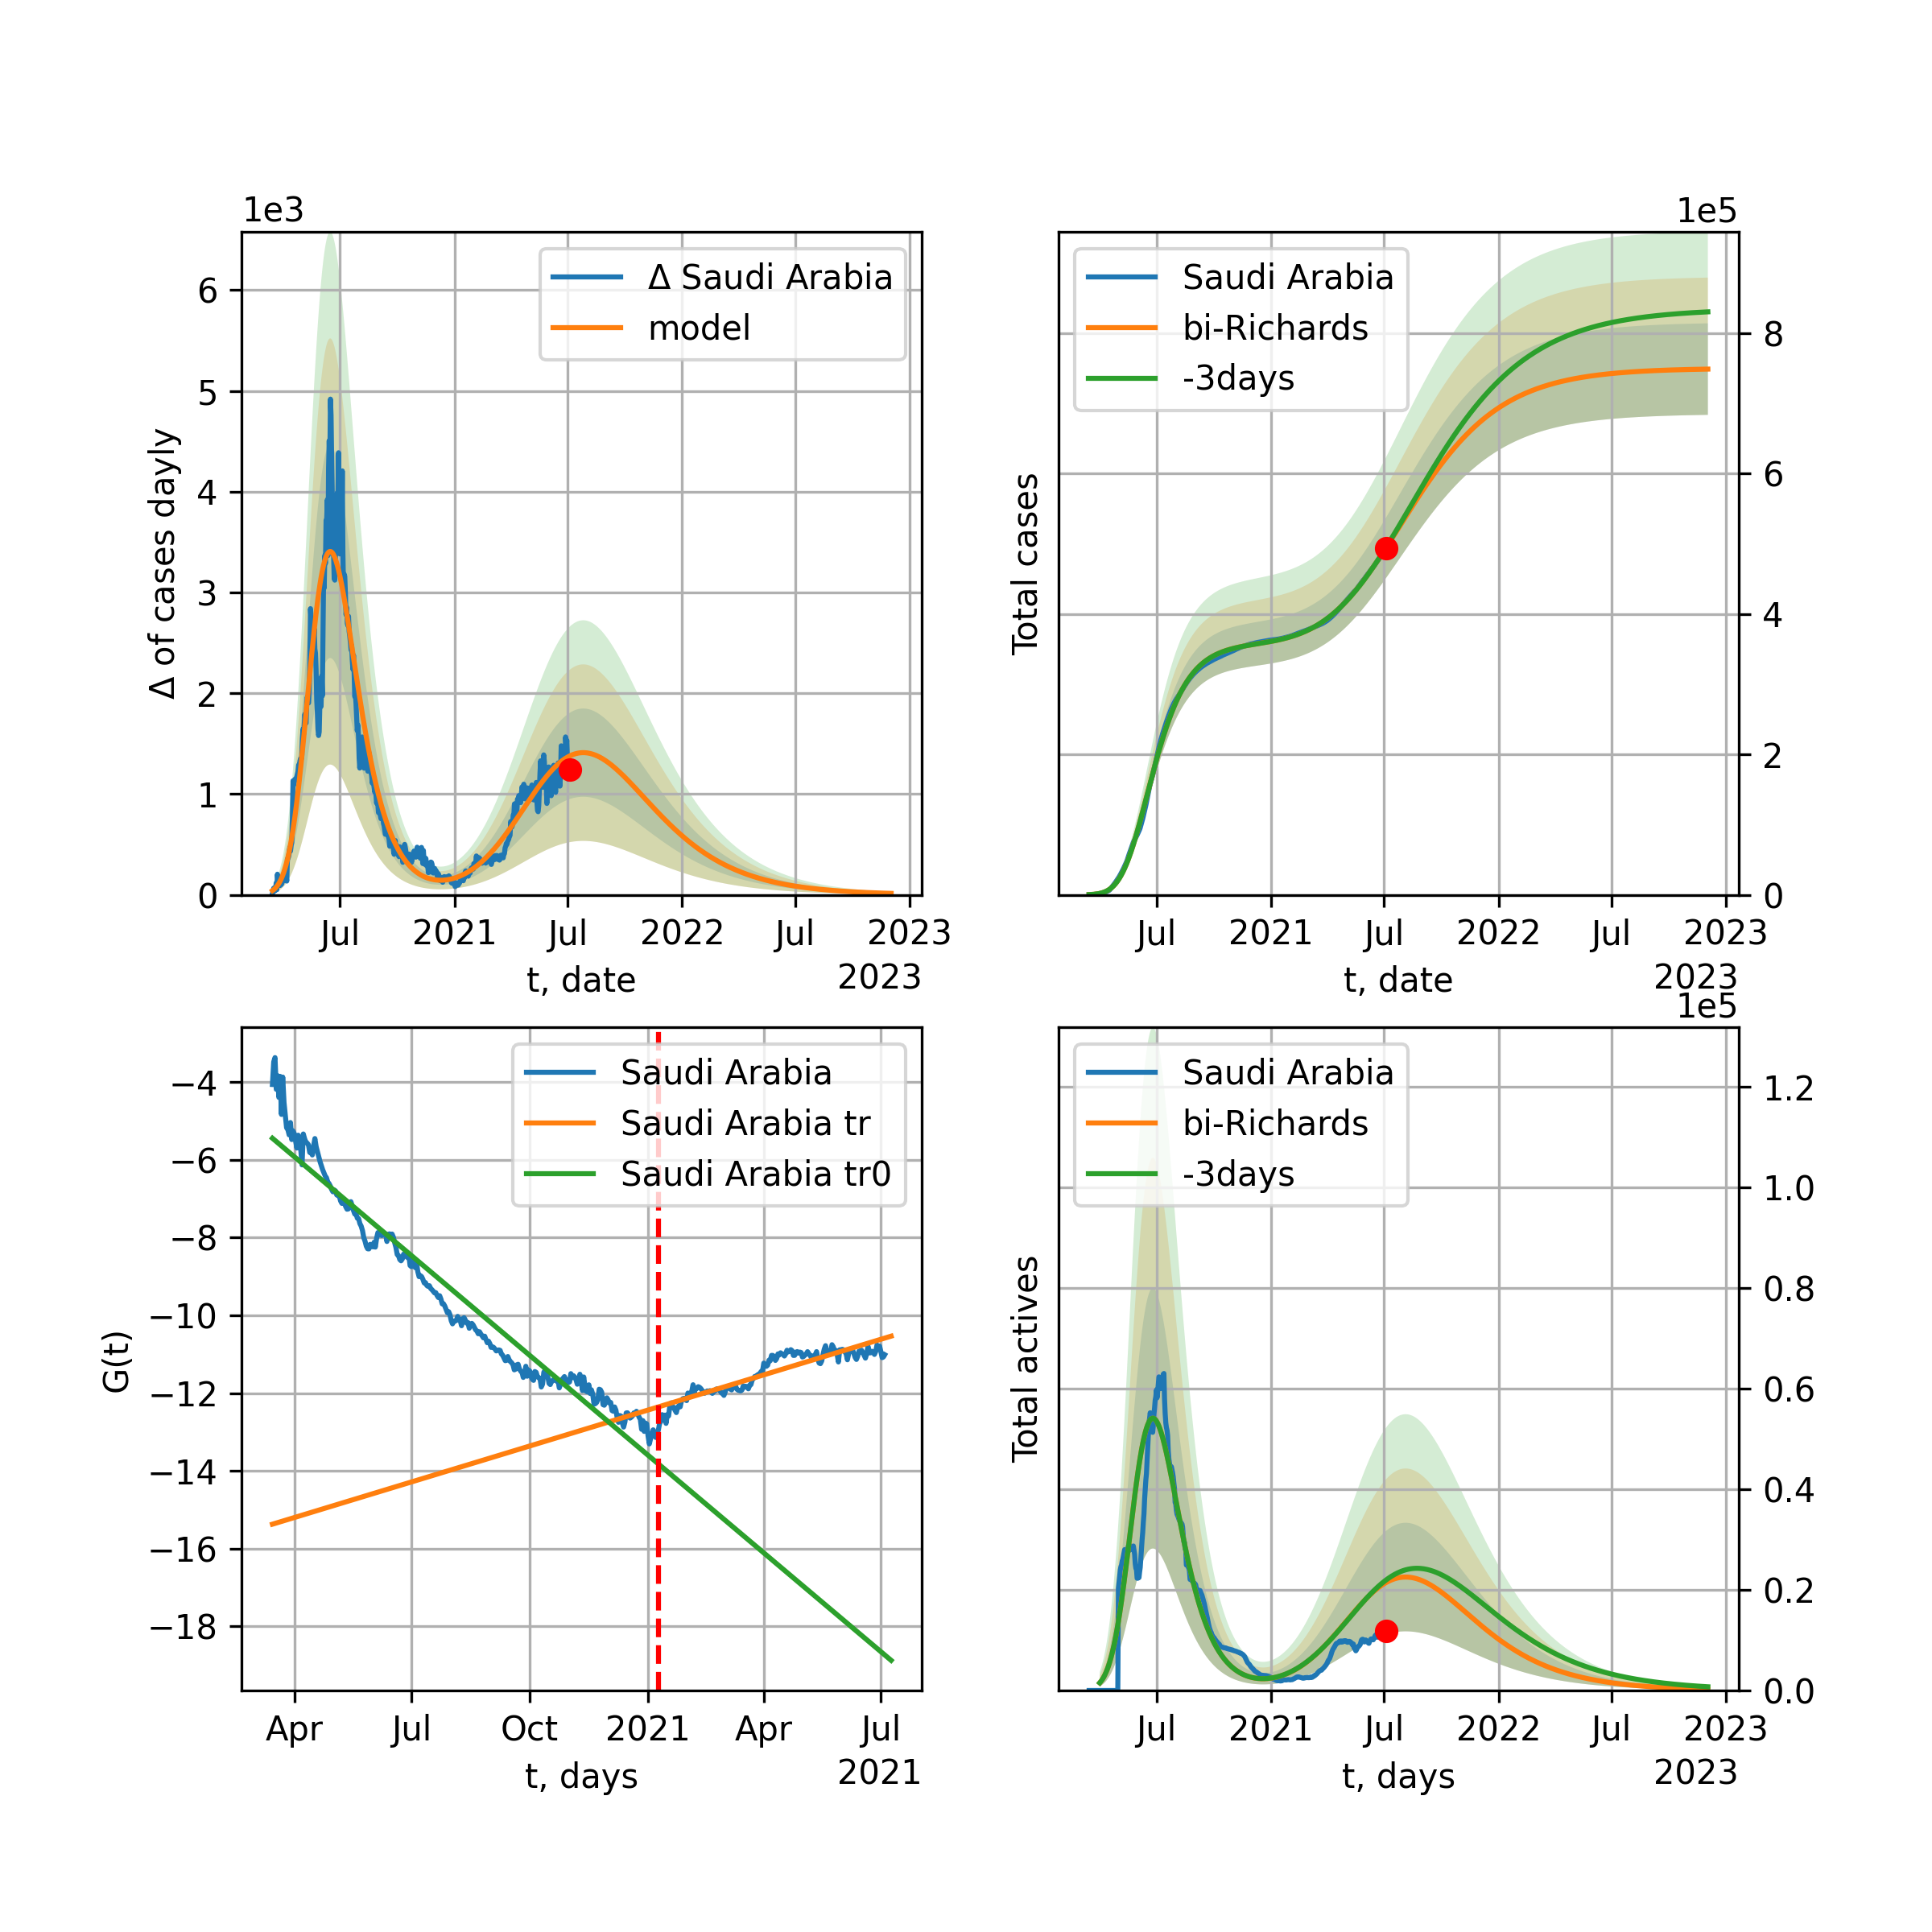 1e3
Δ of cases dayly
6
5
4
3
2
1
0
Δ Saudi Arabia
model
Jul
2021
Jul
2022
Jul
2023
t, date
2023
1e5
Saudi Arabia
bi-Richards
-3days
Total cases
8
6
4
2
0
Jul
2021
Jul
2022
Jul
2023
t, date
2023
G(t)
−4
−6
−8
−10
−12
−14
−16
−18
Saudi Arabia
Saudi Arabia tr
Saudi Arabia tr0
Apr
Jul
Oct
2021
Apr
Jul
t, days
2021
1e5
Saudi Arabia
bi-Richards
-3days
Total actives
1.2
1.0
0.8
0.6
0.4
0.2
0.0
Jul
2021
Jul
2022
Jul
2023
t, days
2023